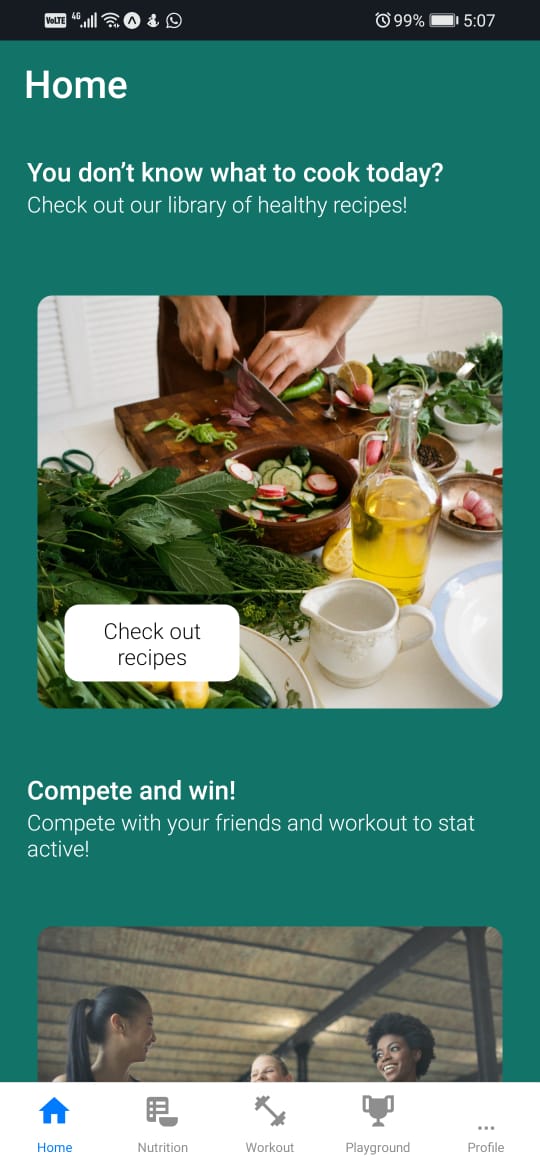 VoLTE 4G 99% 5:07
Home
You don’t know what to cook today?
Check out our library of healthy recipes!
Check out
recipes
Compete and win!
Compete with your friends and workout to stat
active!
Home Nutrition Workout Playground Profile